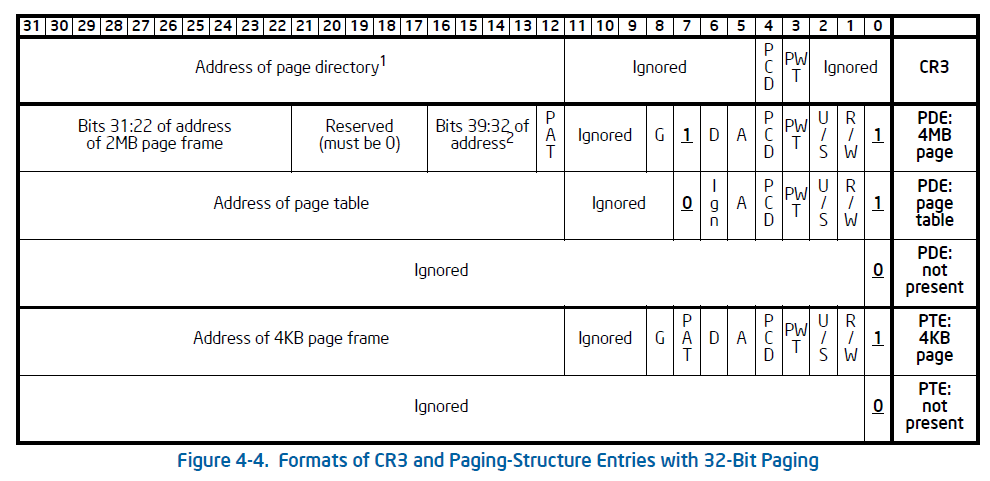 31 30 29 28 27 26 25 24 23 22 21 20 19 18 17 16 15 14 13 12 11 10 9 8 7 6 5 4 3 2 1 0
Address of page directory1 Ignored PCD PWT Ignored CR3
Bits 31:22 of address
of 2MB page frame
Reserved
(must be 0)
Bits 39:32 of
address2
PAT
Ignored G 1 D A PCD PWT U/S R/W 1
PDE:
4MB
page
Address of page table Ignored 0 Ign A PCD PWT U/S R/W 1
PDE:
page
table
Ignored 0
PDE:
not
present
Address of 4KB page frame Ignored G PAT D A PCD PWT U/S R/W 1
PTE:
4KB
page
Ignored 0
PTE:
not
present
Figure 4-4. Formats of CR3 and Paging-Structure Entries with 32-Bit Paging